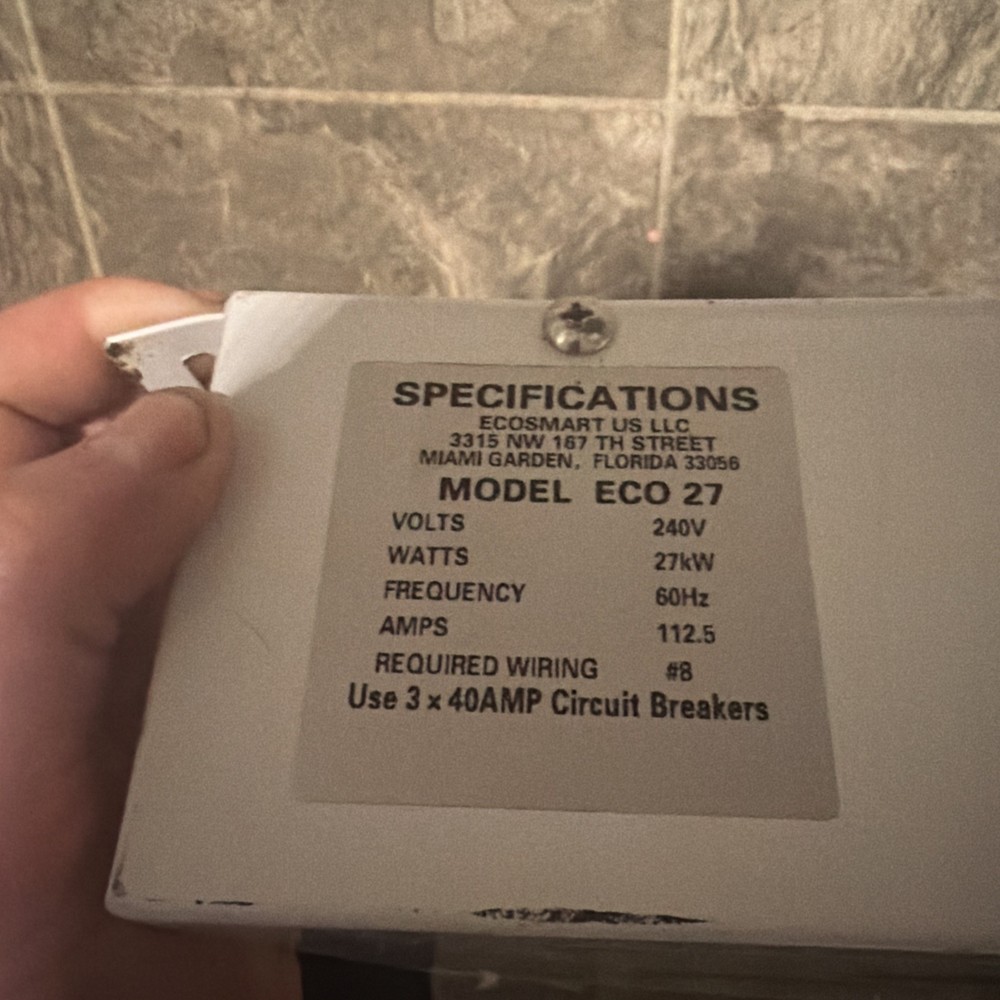 SPECIFICATIONS
ECOSMART US LLC
3315 NW 167 TH STREET
MIAMI GARDEN, FLORIDA 33056
MODEL ECO 27
VOLTS 240V
WATTS 27kW
FREQUENCY 60Hz
AMPS 112.5
REQUIRED WIRING #8
Use 3 x 40AMP Circuit Breakers